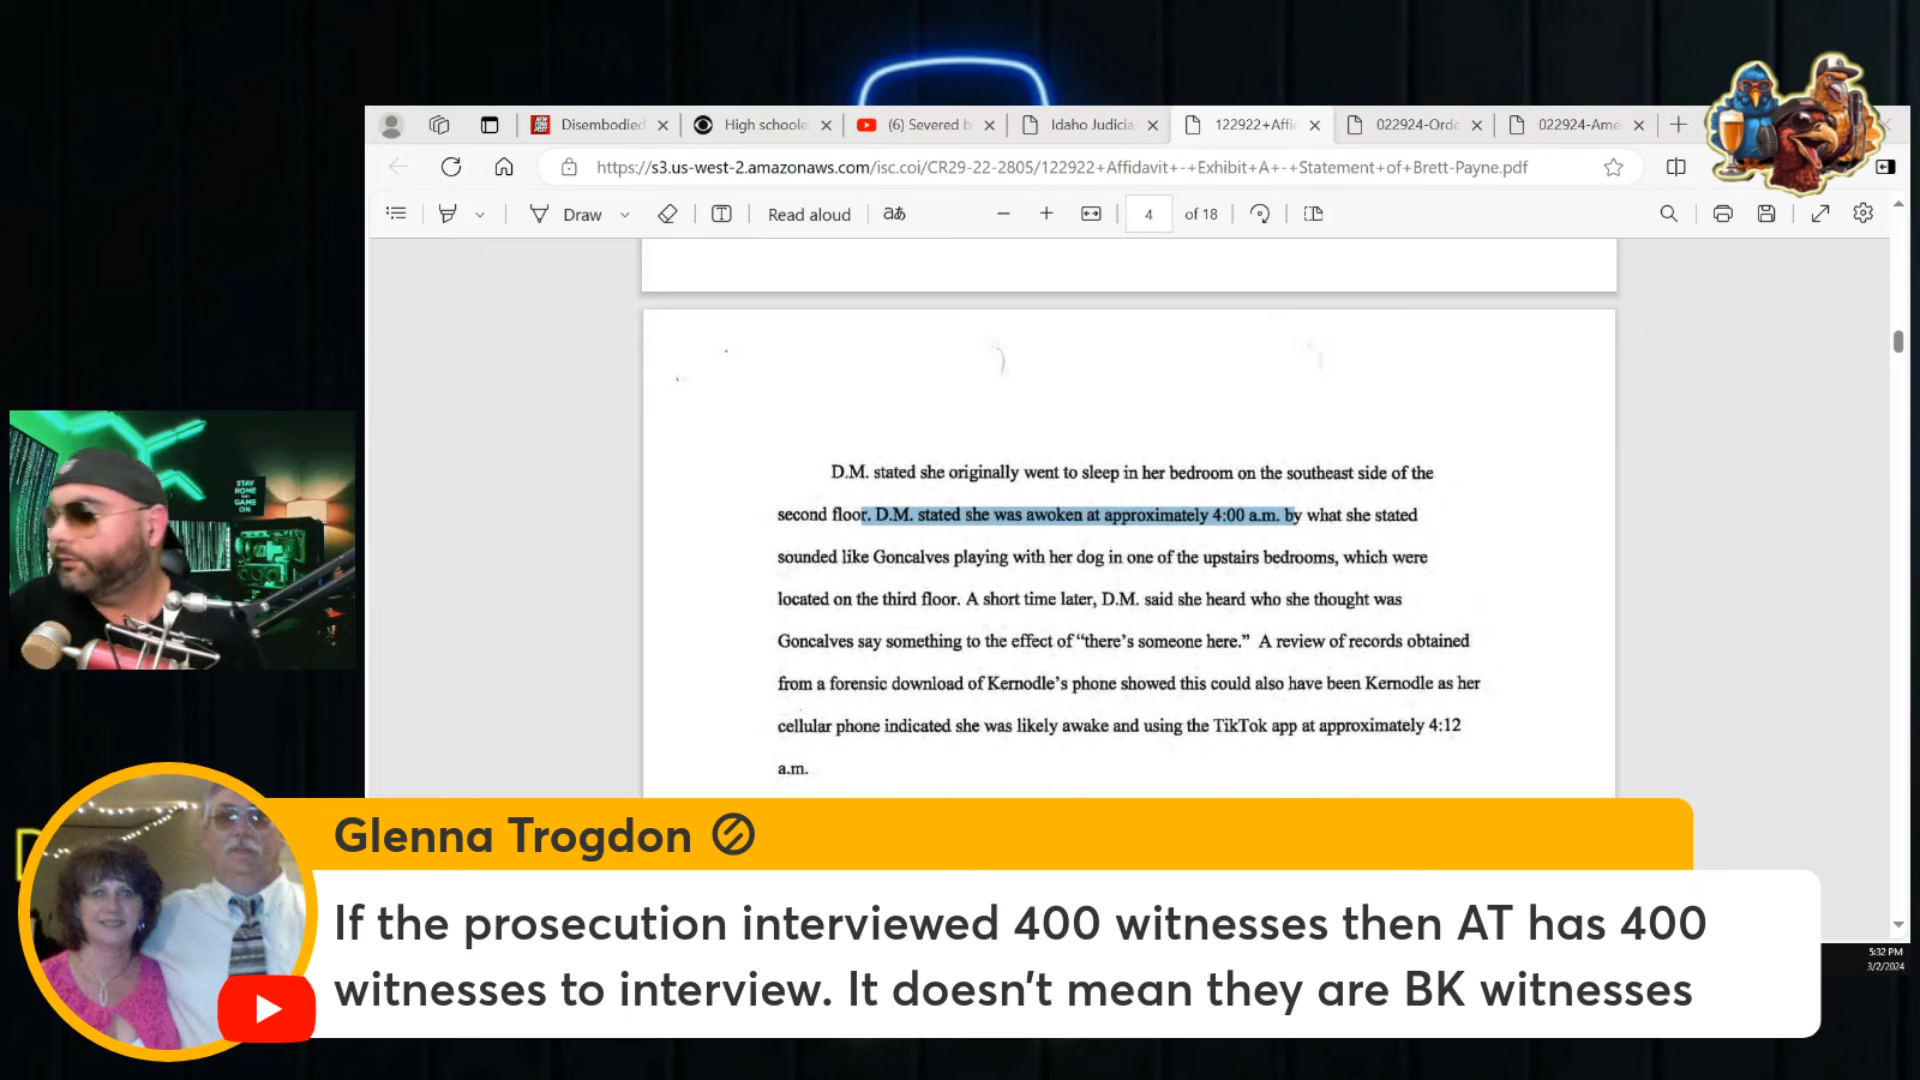 Disembodied
High schoole
(6) Severed b
Idaho Judicia
122922+Affic
022924-Orde
022924-Ame
https://s3.us-west-2.amazonaws.com/isc.coi/CR29-22-2805/122922+Affidavit+-+Exhibit+A+-+Statement+of+Brett-Payne.pdf
Draw
Read aloud
aあ
4
of 18
D.M. stated she originally went to sleep in her bedroom on the southeast side of the
second floor. D.M. stated she was awoken at approximately 4:00 a.m. by what she stated
sounded like Goncalves playing with her dog in one of the upstairs bedrooms, which were
located on the third floor. A short time later, D.M. said she heard who she thought was
Goncalves say something to the effect of “there’s someone here.” A review of records obtained
from a forensic download of Kernodle’s phone showed this could also have been Kernodle as her
cellular phone indicated she was likely awake and using the TikTok app at approximately 4:12
a.m.
STAY
HOME
GAME
ON
Glenna Trogdon
If the prosecution interviewed 400 witnesses then AT has 400
witnesses to interview. It doesn’t mean they are BK witnesses
5:32 PM
3/2/2024